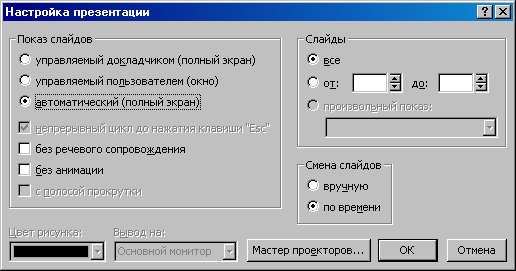 Настройка презентации
Показ слайдов
управляемый докладчиком (полный экран)
управляемый пользователем (окно)
автоматический (полный экран)
непрерывный цикл до нажатия клавиши "Esc"
без речевого сопровождения
без анимации
с полосой прокрутки
Слайды
все
от: до:
произвольный показ:
Смена слайдов
вручную
по времени
Цвет рисунка: Вывод на:
Основной монитор
Мастер проекторов... ОК Отмена